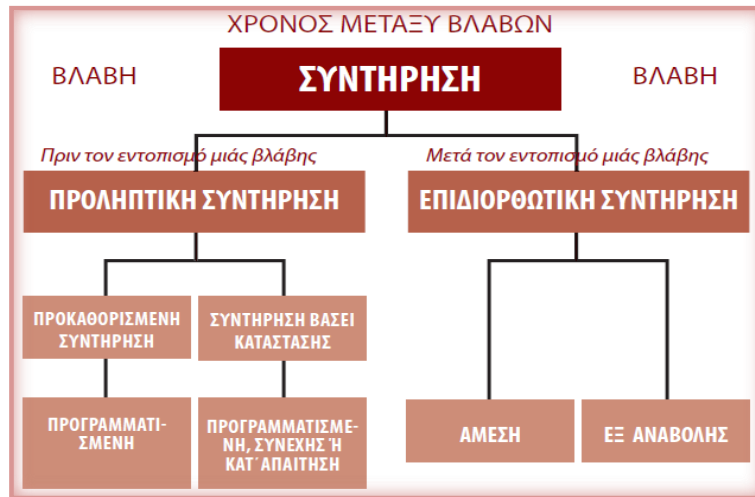 ΧΡΟΝΟΣ ΜΕΤΑΞΥ ΒΛΑΒΩΝ
ΒΛΑΒΗ
ΣΥΝΤΗΡΗΣΗ
ΒΛΑΒΗ
Πριν τον εντοπισμό μιάς βλάβης
Μετά τον εντοπισμό μιάς βλάβης
ΠΡΟΛΗΠΤΙΚΗ ΣΥΝΤΗΡΗΣΗ
ΕΠΙΔΙΟΡΘΩΤΙΚΗ ΣΥΝΤΗΡΗΣΗ
ΠΡΟΚΑΘΟΡΙΣΜΕΝΗ
ΣΥΝΤΗΡΗΣΗ
ΣΥΝΤΗΡΗΣΗ ΒΑΣΕΙ
ΚΑΤΑΣΤΑΣΗΣ
ΠΡΟΓΡΑΜΜΑΤΙ-
ΣΜΕΝΗ
ΠΡΟΓΡΑΜΜΑΤΙΣΜΕ-
ΝΗ, ΣΥΝΕΧΗΣ Ή
ΚΑΤ΄ ΑΠΑΙΤΗΣΗ
ΑΜΕΣΗ
ΕΞ ΑΝΑΒΟΛΗΣ